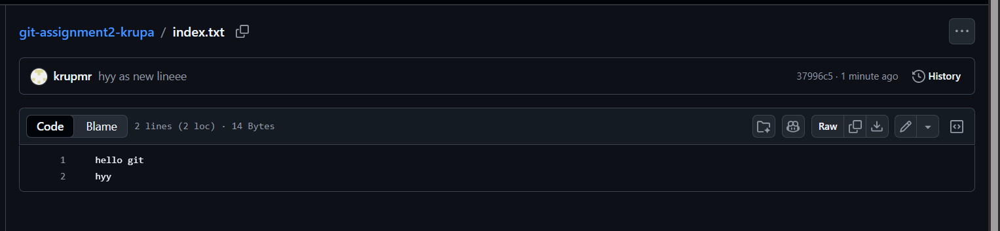 git-assignment2-krupa / index.txt
krupmr hyy as new lineee 37996c5 · 1 minute ago History
Code Blame 2 lines (2 loc) · 14 Bytes Raw
1 hello git
2 hyy